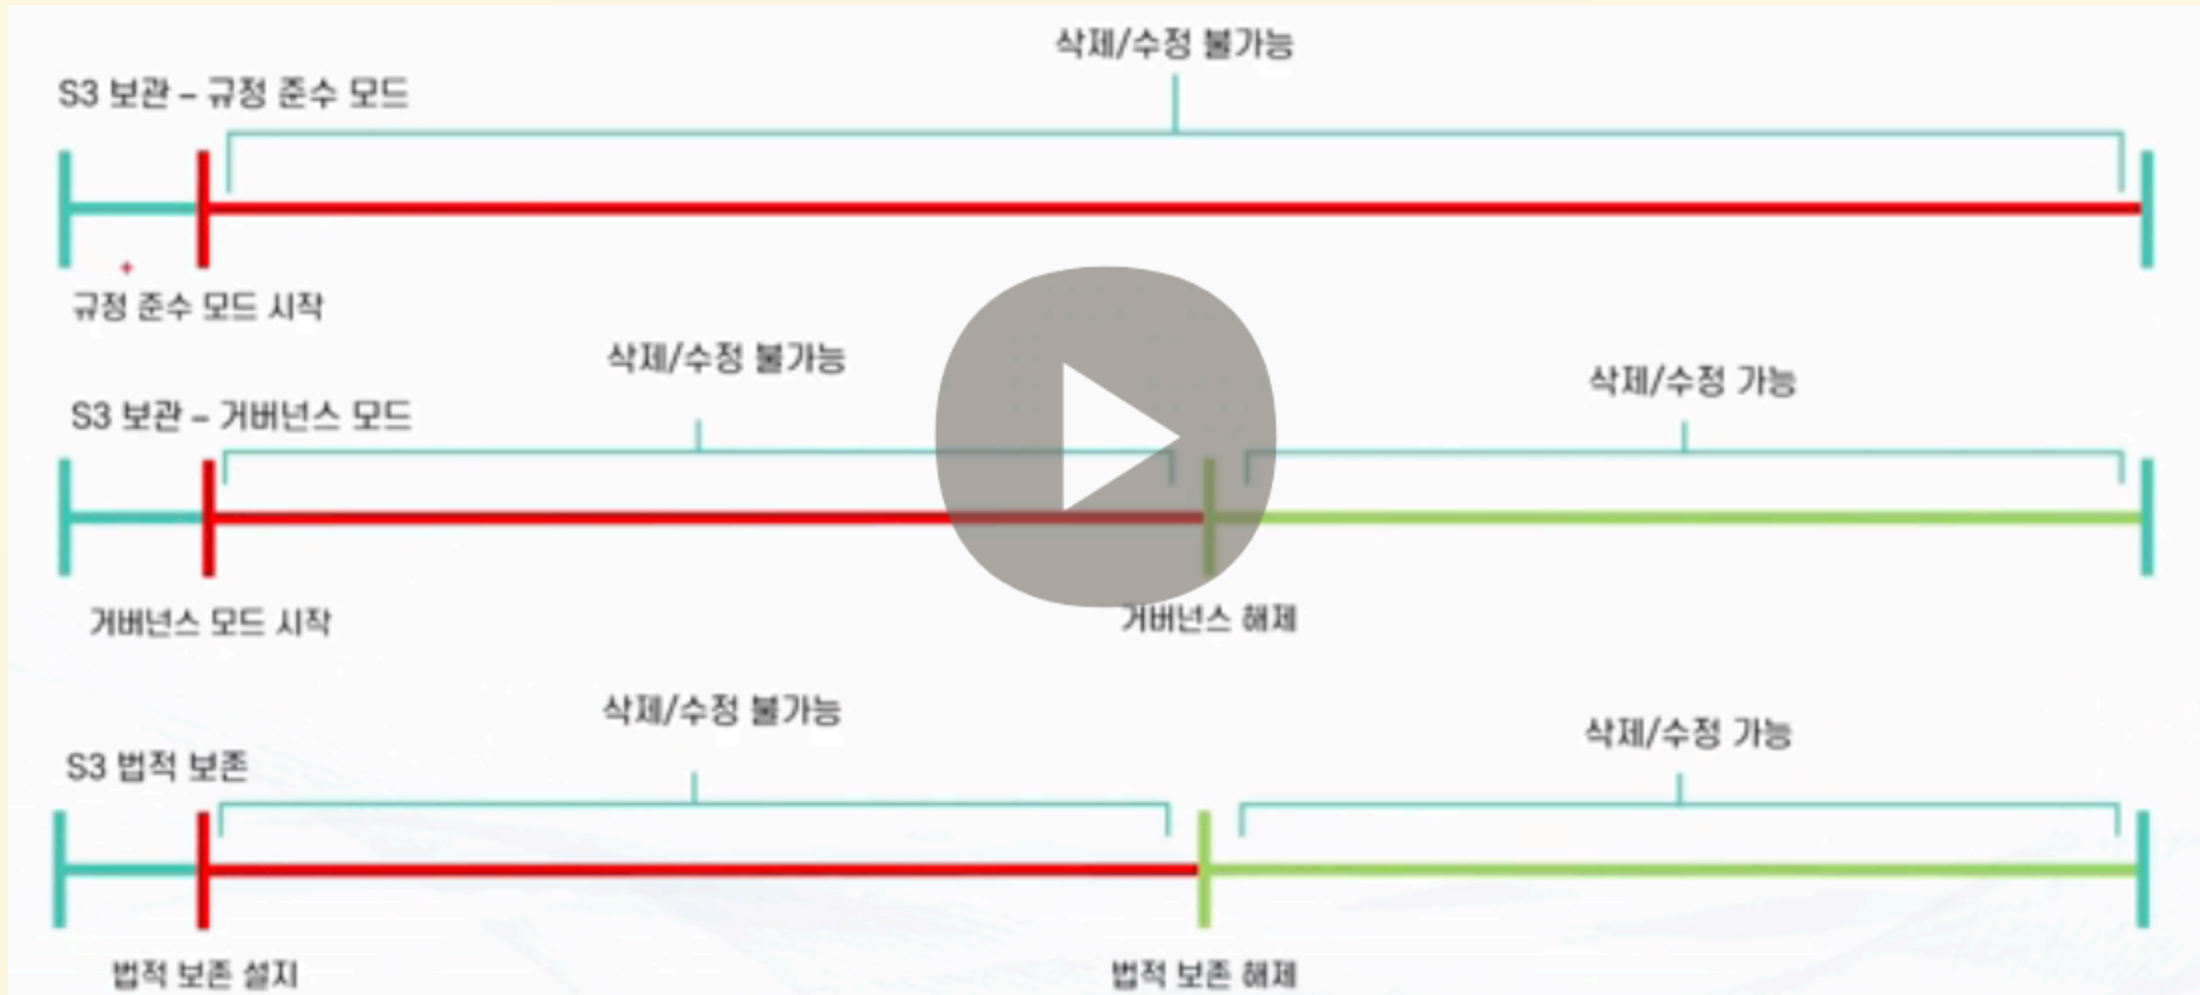 삭제/수정 불가능
S3 보관 – 규정 준수 모드
규정 준수 모드 시작
삭제/수정 불가능
삭제/수정 가능
S3 보관 – 거버넌스 모드
거버넌스 모드 시작
거버넌스 해제
삭제/수정 불가능
삭제/수정 가능
S3 법적 보존
법적 보존 설지
법적 보존 해제